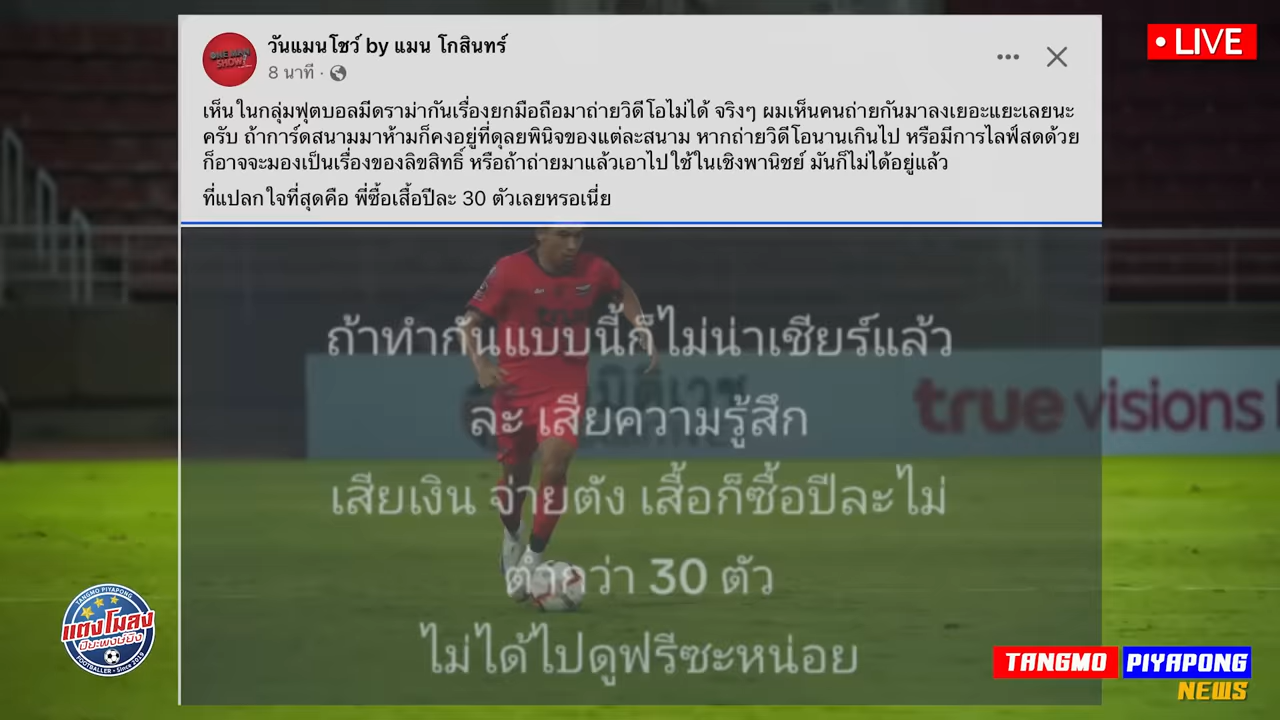 วันแมนโชว์ by แมน โกสินทร์
8 นาที ·
ONE MAN
SHOW
LIVE
เห็นในกลุ่มฟุตบอลมีดราม่ากันเรื่องยกมือถือมาถ่ายวิดีโอไม่ได้ จริงๆ ผมเห็นคนถ่ายกันมาลงเยอะแยะเลยนะ
ครับ ถ้าการ์ดสนามมาห้ามก็คงอยู่ที่ดุลยพินิจของแต่ละสนาม หากถ่ายวิดีโอนานเกินไป หรือมีการไลฟ์สดด้วย
ก็อาจจะมองเป็นเรื่องของลิขสิทธิ์ หรือถ้าถ่ายมาแล้วเอาไปใช้ในเชิงพานิชย์ มันก็ไม่ได้อยู่แล้ว
ที่แปลกใจที่สุดคือ พี่ซื้อเสื้อปีละ 30 ตัวเลยหรอเนี่ย
ถ้าทำกันแบบนี้ก็ไม่น่าเชียร์แล้ว
ละ เสียความรู้สึก
เสียเงิน จ่ายตัง เสื้อก็ซื้อปีละไม่
ต่ำกว่า 30 ตัว
ไม่ได้ไปดูฟรีซะหน่อย
true visions
TANGMO PIYAPONG
แตงโมลง
ปิยะพงษ์ยิง
FOOTBALLER • Since 2019
TANGMO PIYAPONG
NEWS